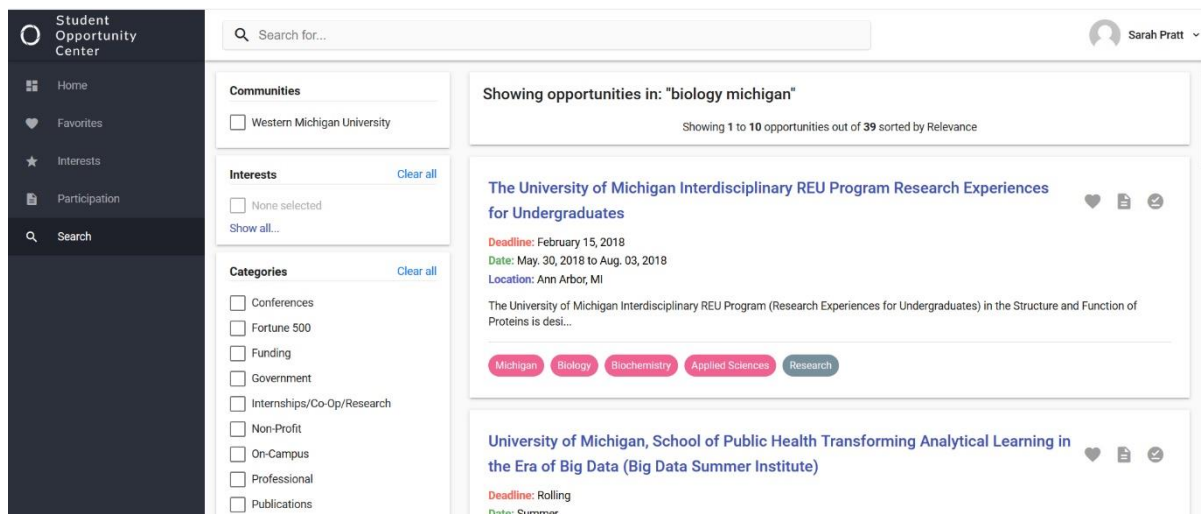 Student
Opportunity
Center
Search for...
Sarah Pratt
Home
Favorites
Interests
Participation
Search
Communities
Western Michigan University
Interests Clear all
None selected
Show all...
Categories Clear all
Conferences
Fortune 500
Funding
Government
Internships/Co-Op/Research
Non-Profit
On-Campus
Professional
Publications
Showing opportunities in: "biology michigan"
Showing 1 to 10 opportunities out of 39 sorted by Relevance
The University of Michigan Interdisciplinary REU Program Research Experiences
for Undergraduates
Deadline: February 15, 2018
Date: May. 30, 2018 to Aug. 03, 2018
Location: Ann Arbor, MI
The University of Michigan Interdisciplinary REU Program (Research Experiences for Undergraduates) in the Structure and Function of
Proteins is desi...
Michigan Biology Biochemistry Applied Sciences Research
University of Michigan, School of Public Health Transforming Analytical Learning in
the Era of Big Data (Big Data Summer Institute)
Deadline: Rolling
Date: Summer